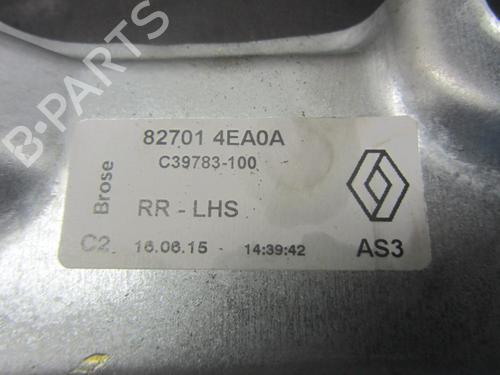 82701 4EA0A
C39783-100
Brose
RR - LHS
C2 16.06.15 - 14:39:42 AS3
B-PARTS